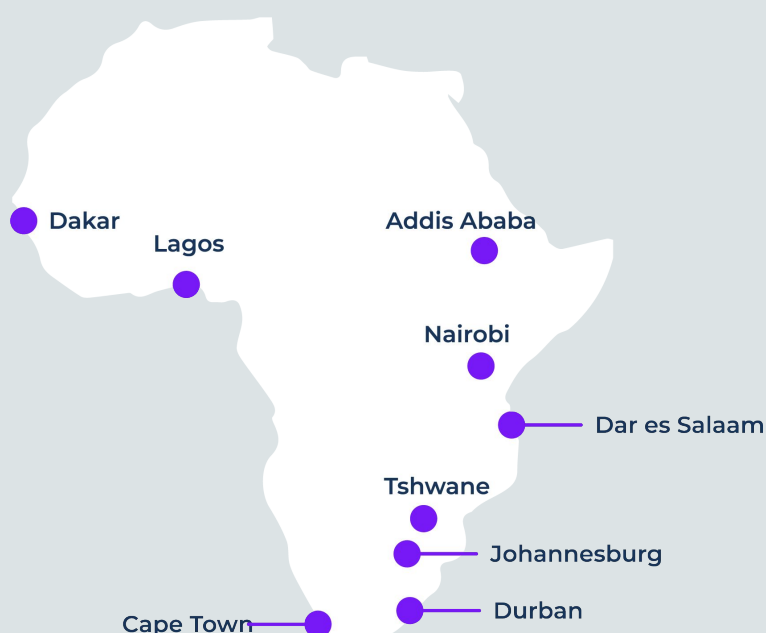 Dakar
Addis Ababa
Lagos
Nairobi
Dar es Salaam
Tshwane
Johannesburg
Durban
Cape Town